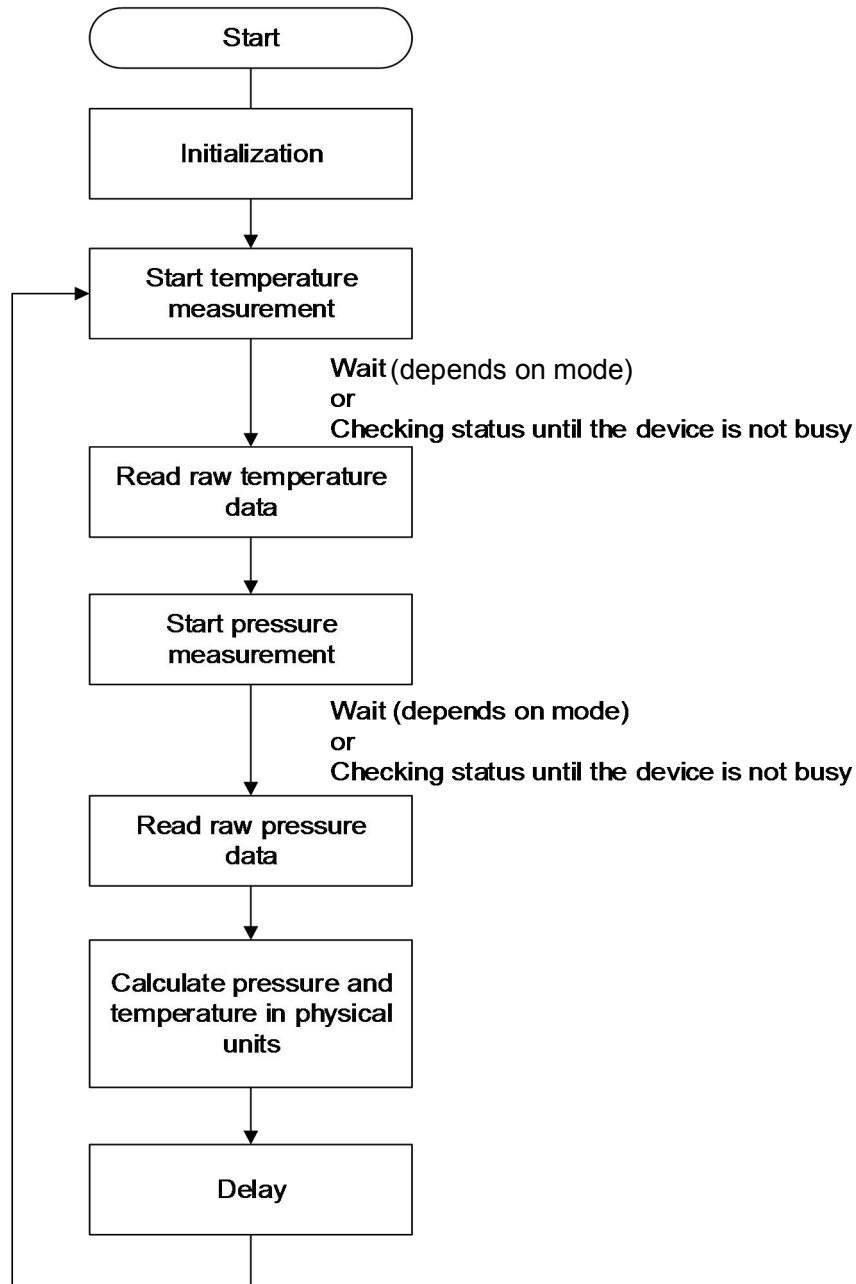 Start
Initialization
Start temperature
measurement
Wait (depends on mode)
or
Checking status until the device is not busy
Read raw temperature
data
Start pressure
measurement
Wait (depends on mode)
or
Checking status until the device is not busy
Read raw pressure
data
Calculate pressure and
temperature in physical
units
Delay